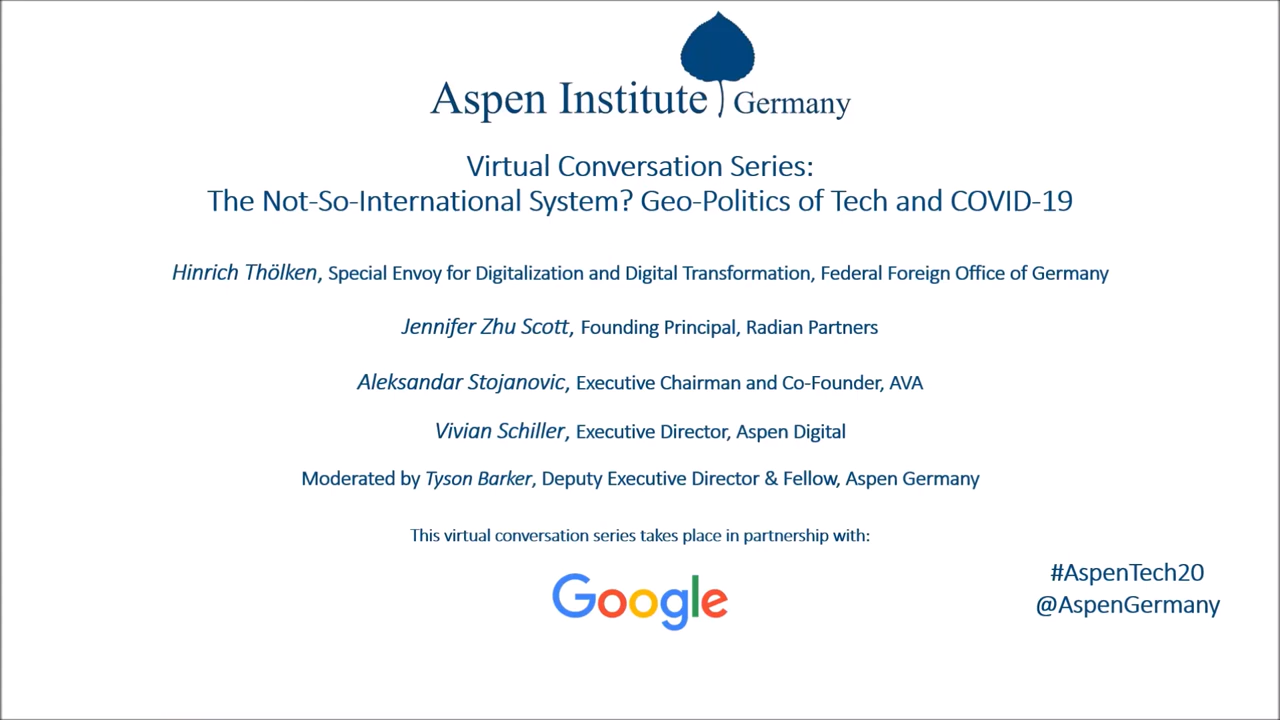 Aspen Institute Germany
Virtual Conversation Series:
The Not-So-International System? Geo-Politics of Tech and COVID-19
Hinrich Thölken, Special Envoy for Digitalization and Digital Transformation, Federal Foreign Office of Germany
Jennifer Zhu Scott, Founding Principal, Radian Partners
Aleksandar Stojanovic, Executive Chairman and Co-Founder, AVA
Vivian Schiller, Executive Director, Aspen Digital
Moderated by Tyson Barker, Deputy Executive Director & Fellow, Aspen Germany
This virtual conversation series takes place in partnership with:
Google
#AspenTech20
@AspenGermany